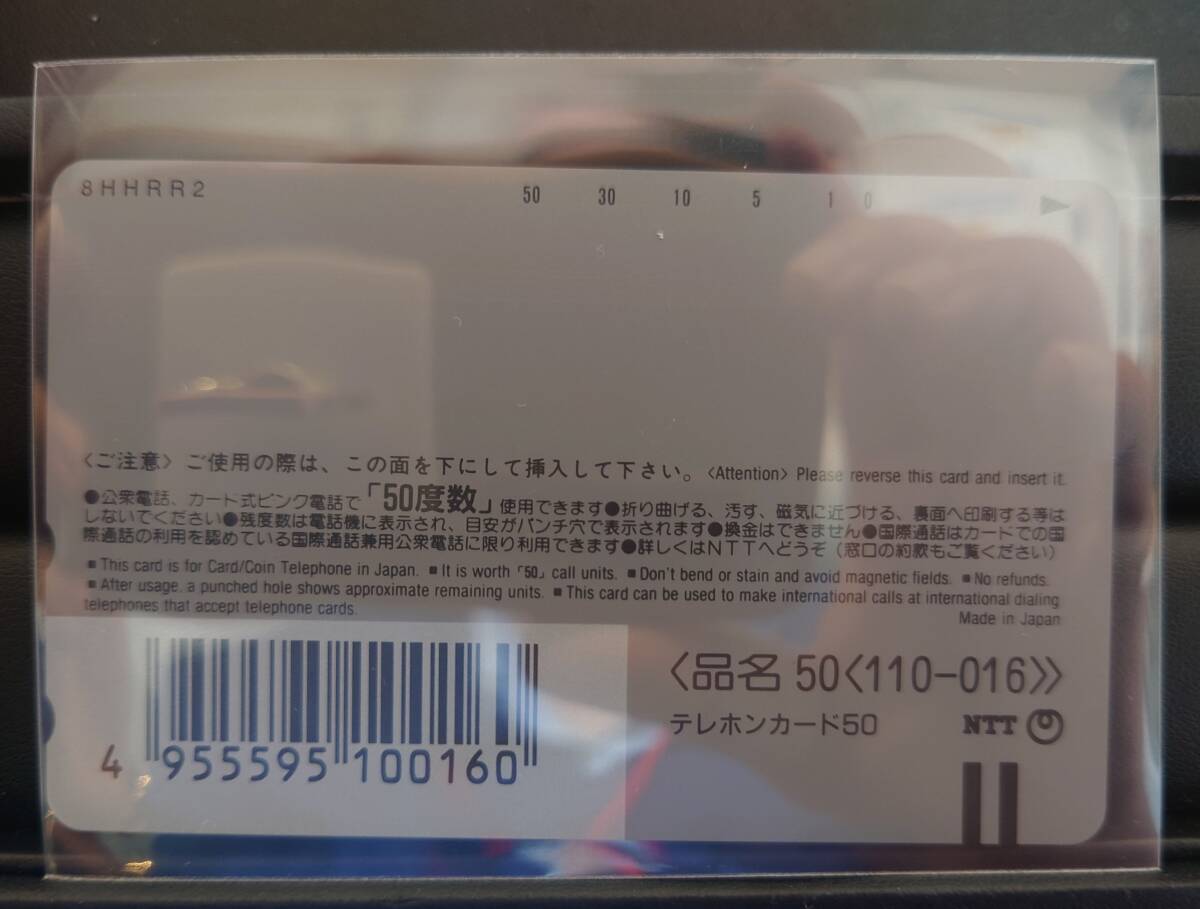 8HHRR2
50 30 10 5 1 0
〈ご注意〉ご使用の際は、この面を下にして挿入して下さい。〈Attention〉Please reverse this card and insert it.
●公衆電話、カード式ピンク電話で「50度数」使用できます●折り曲げる、汚す、磁気に近づける、裏面へ印刷する等は
しないでください●残度数は電話機に表示され、目安がパンチ穴で表示されます●換金はできません●国際通話はカードでの国
際通話の利用を認めている国際通話兼用公衆電話に限り利用できます●詳しくはNTTへどうぞ（窓口の約款もご覧ください）
■This card is for Card/Coin Telephone in Japan. ■It is worth「50」call units. ■Don't bend or stain and avoid magnetic fields. ■No refunds.
■After usage, a punched hole shows approximate remaining units. ■This card can be used to make international calls at international dialing
telephones that accept telephone cards.
Made in Japan
〈品名 50〈110-016〉〉
テレホンカード50 NTT
4 955595 100160